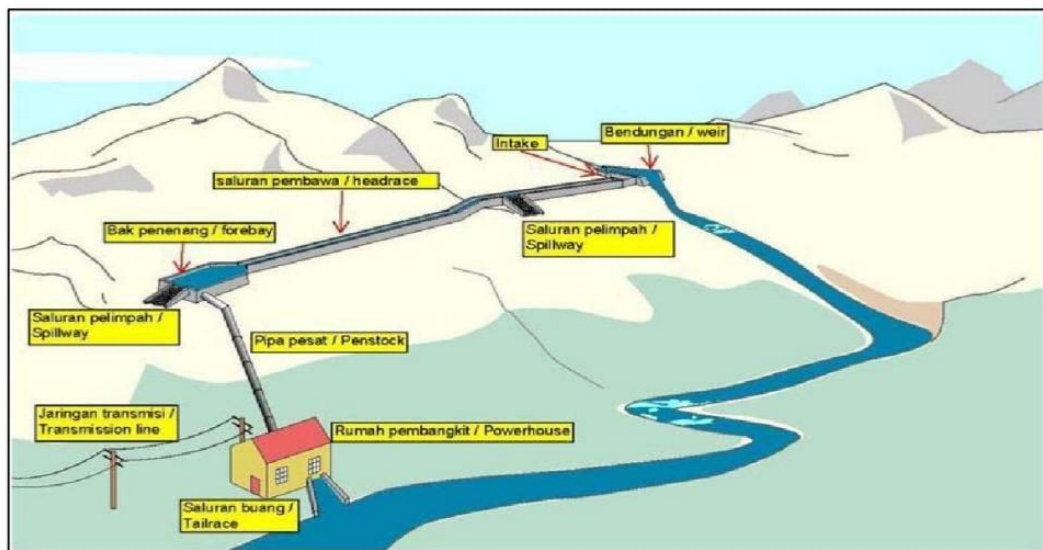 Bendungan / weir
Intake
saluran pembawa / headrace
Bak penenang / forebay
Saluran pelimpah /
Spillway
Saluran pelimpah /
Spillway
Pipa pesat / Penstock
Jaringan transmisi /
Transmission line
Rumah pembangkit / Powerhouse
Saluran buang /
Tailrace